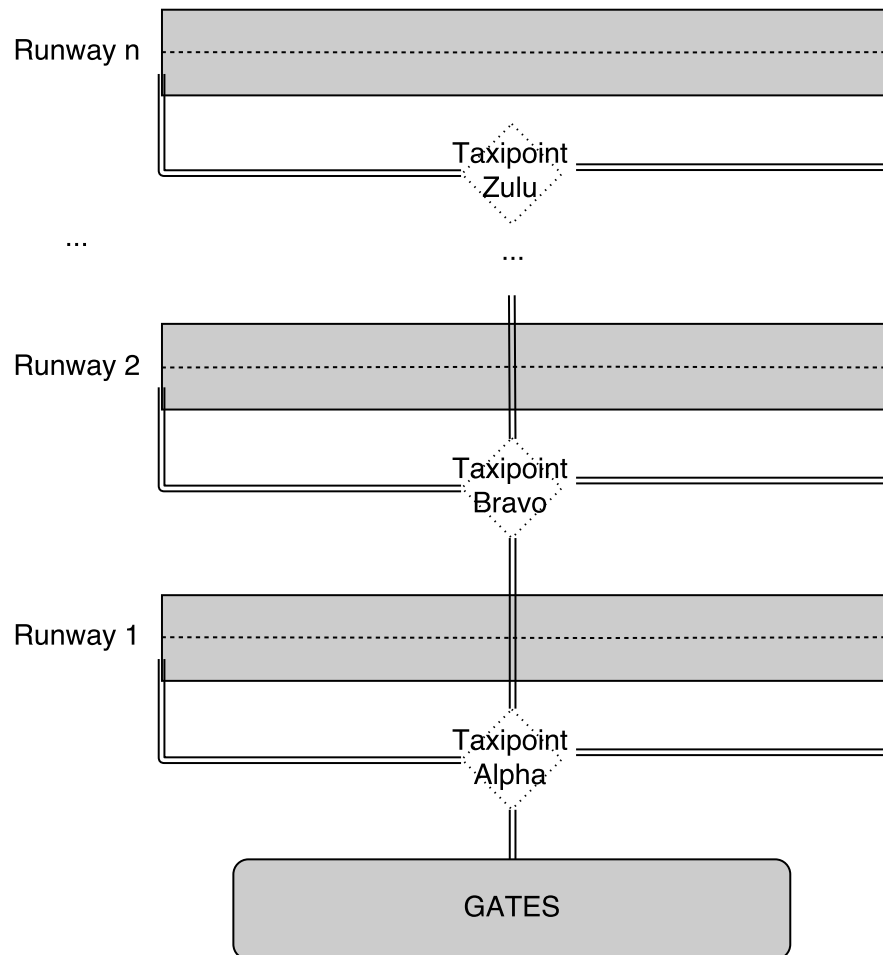 Runway n
Taxipoint
Zulu
...
...
Runway 2
Taxipoint
Bravo
Runway 1
Taxipoint
Alpha
GATES